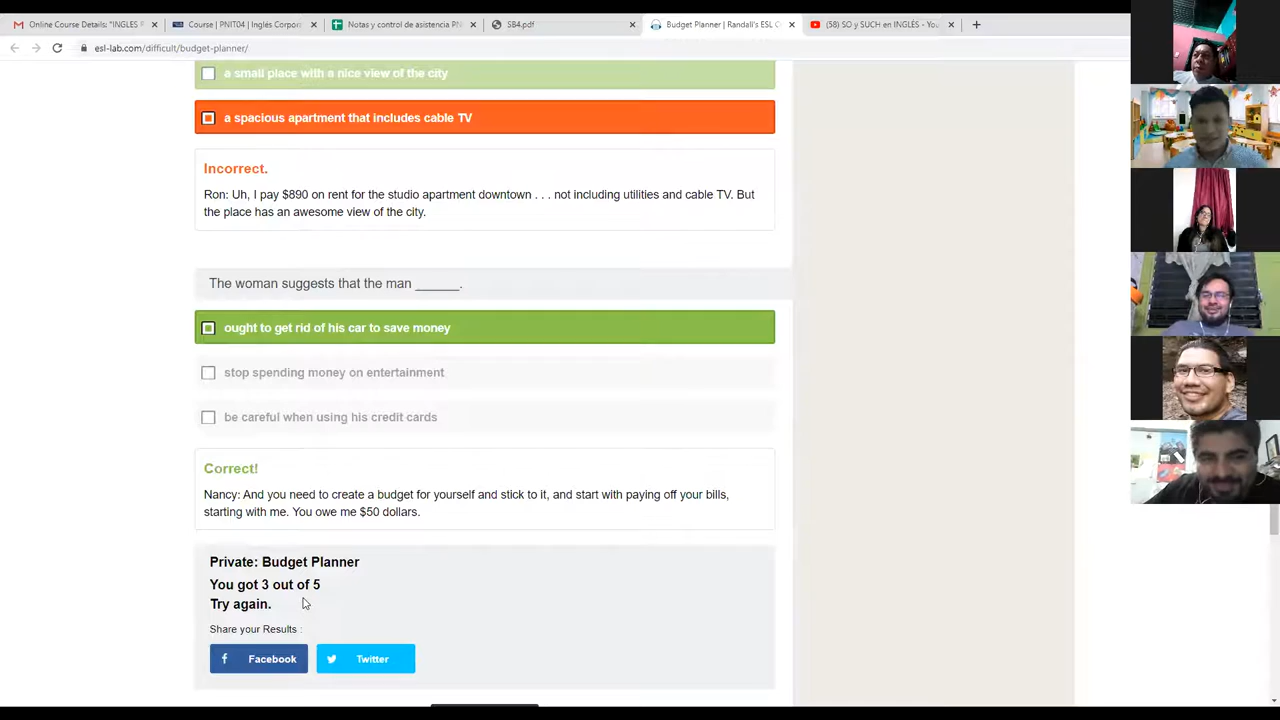 Online Course Details: "INGLES F
Course | PNIT04 | Inglés Corpor
Notas y control de asistencia PN
SB4.pdf
Budget Planner | Randall's ESL C
(58) SO y SUCH en INGLÉS - You
esl-lab.com/difficult/budget-planner/
a small place with a nice view of the city
a spacious apartment that includes cable TV
Incorrect.
Ron: Uh, I pay $890 on rent for the studio apartment downtown . . . not including utilities and cable TV. But
the place has an awesome view of the city.
The woman suggests that the man ______.
ought to get rid of his car to save money
stop spending money on entertainment
be careful when using his credit cards
Correct!
Nancy: And you need to create a budget for yourself and stick to it, and start with paying off your bills,
starting with me. You owe me $50 dollars.
Private: Budget Planner
You got 3 out of 5
Try again.
Share your Results :
Facebook
Twitter